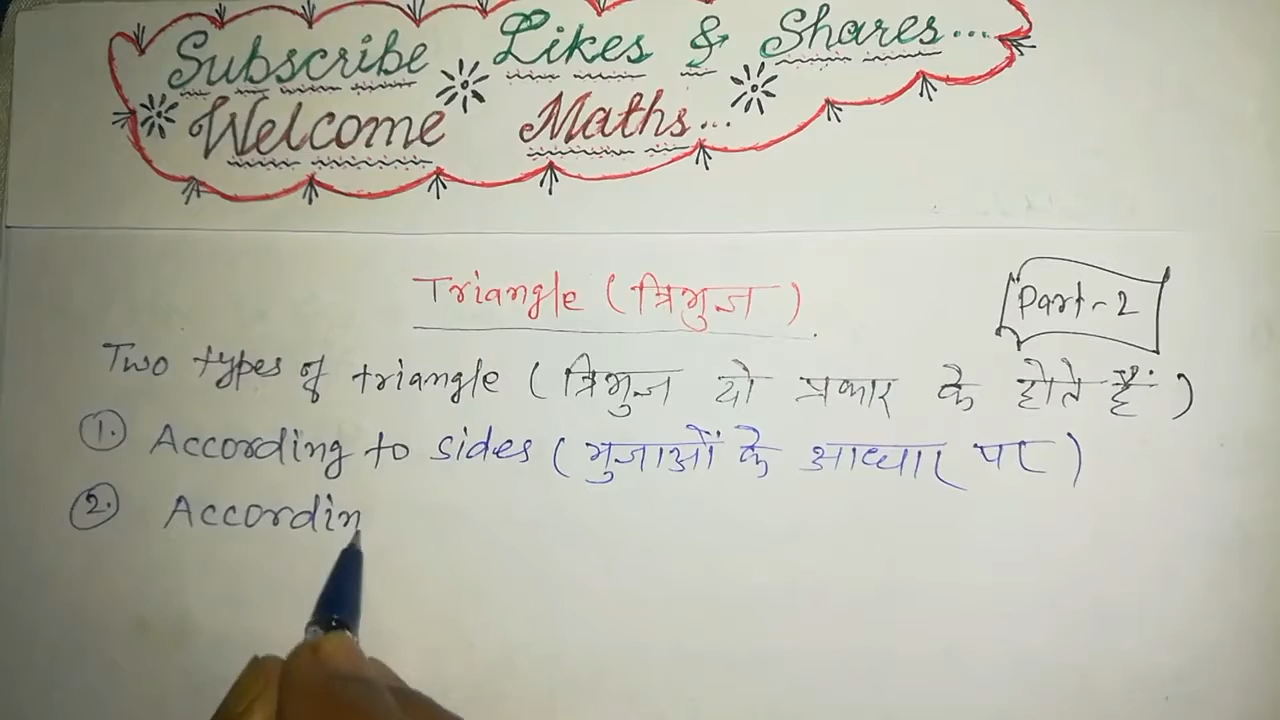 Subscribe Likes & Shares...
Welcome Maths...
Triangle (त्रिभुज)
Part-2
Two types of triangle (त्रिभुज दो प्रकार के होते हैं)
1. According to sides (भुजाओं के आधार पर)
2. Accordin